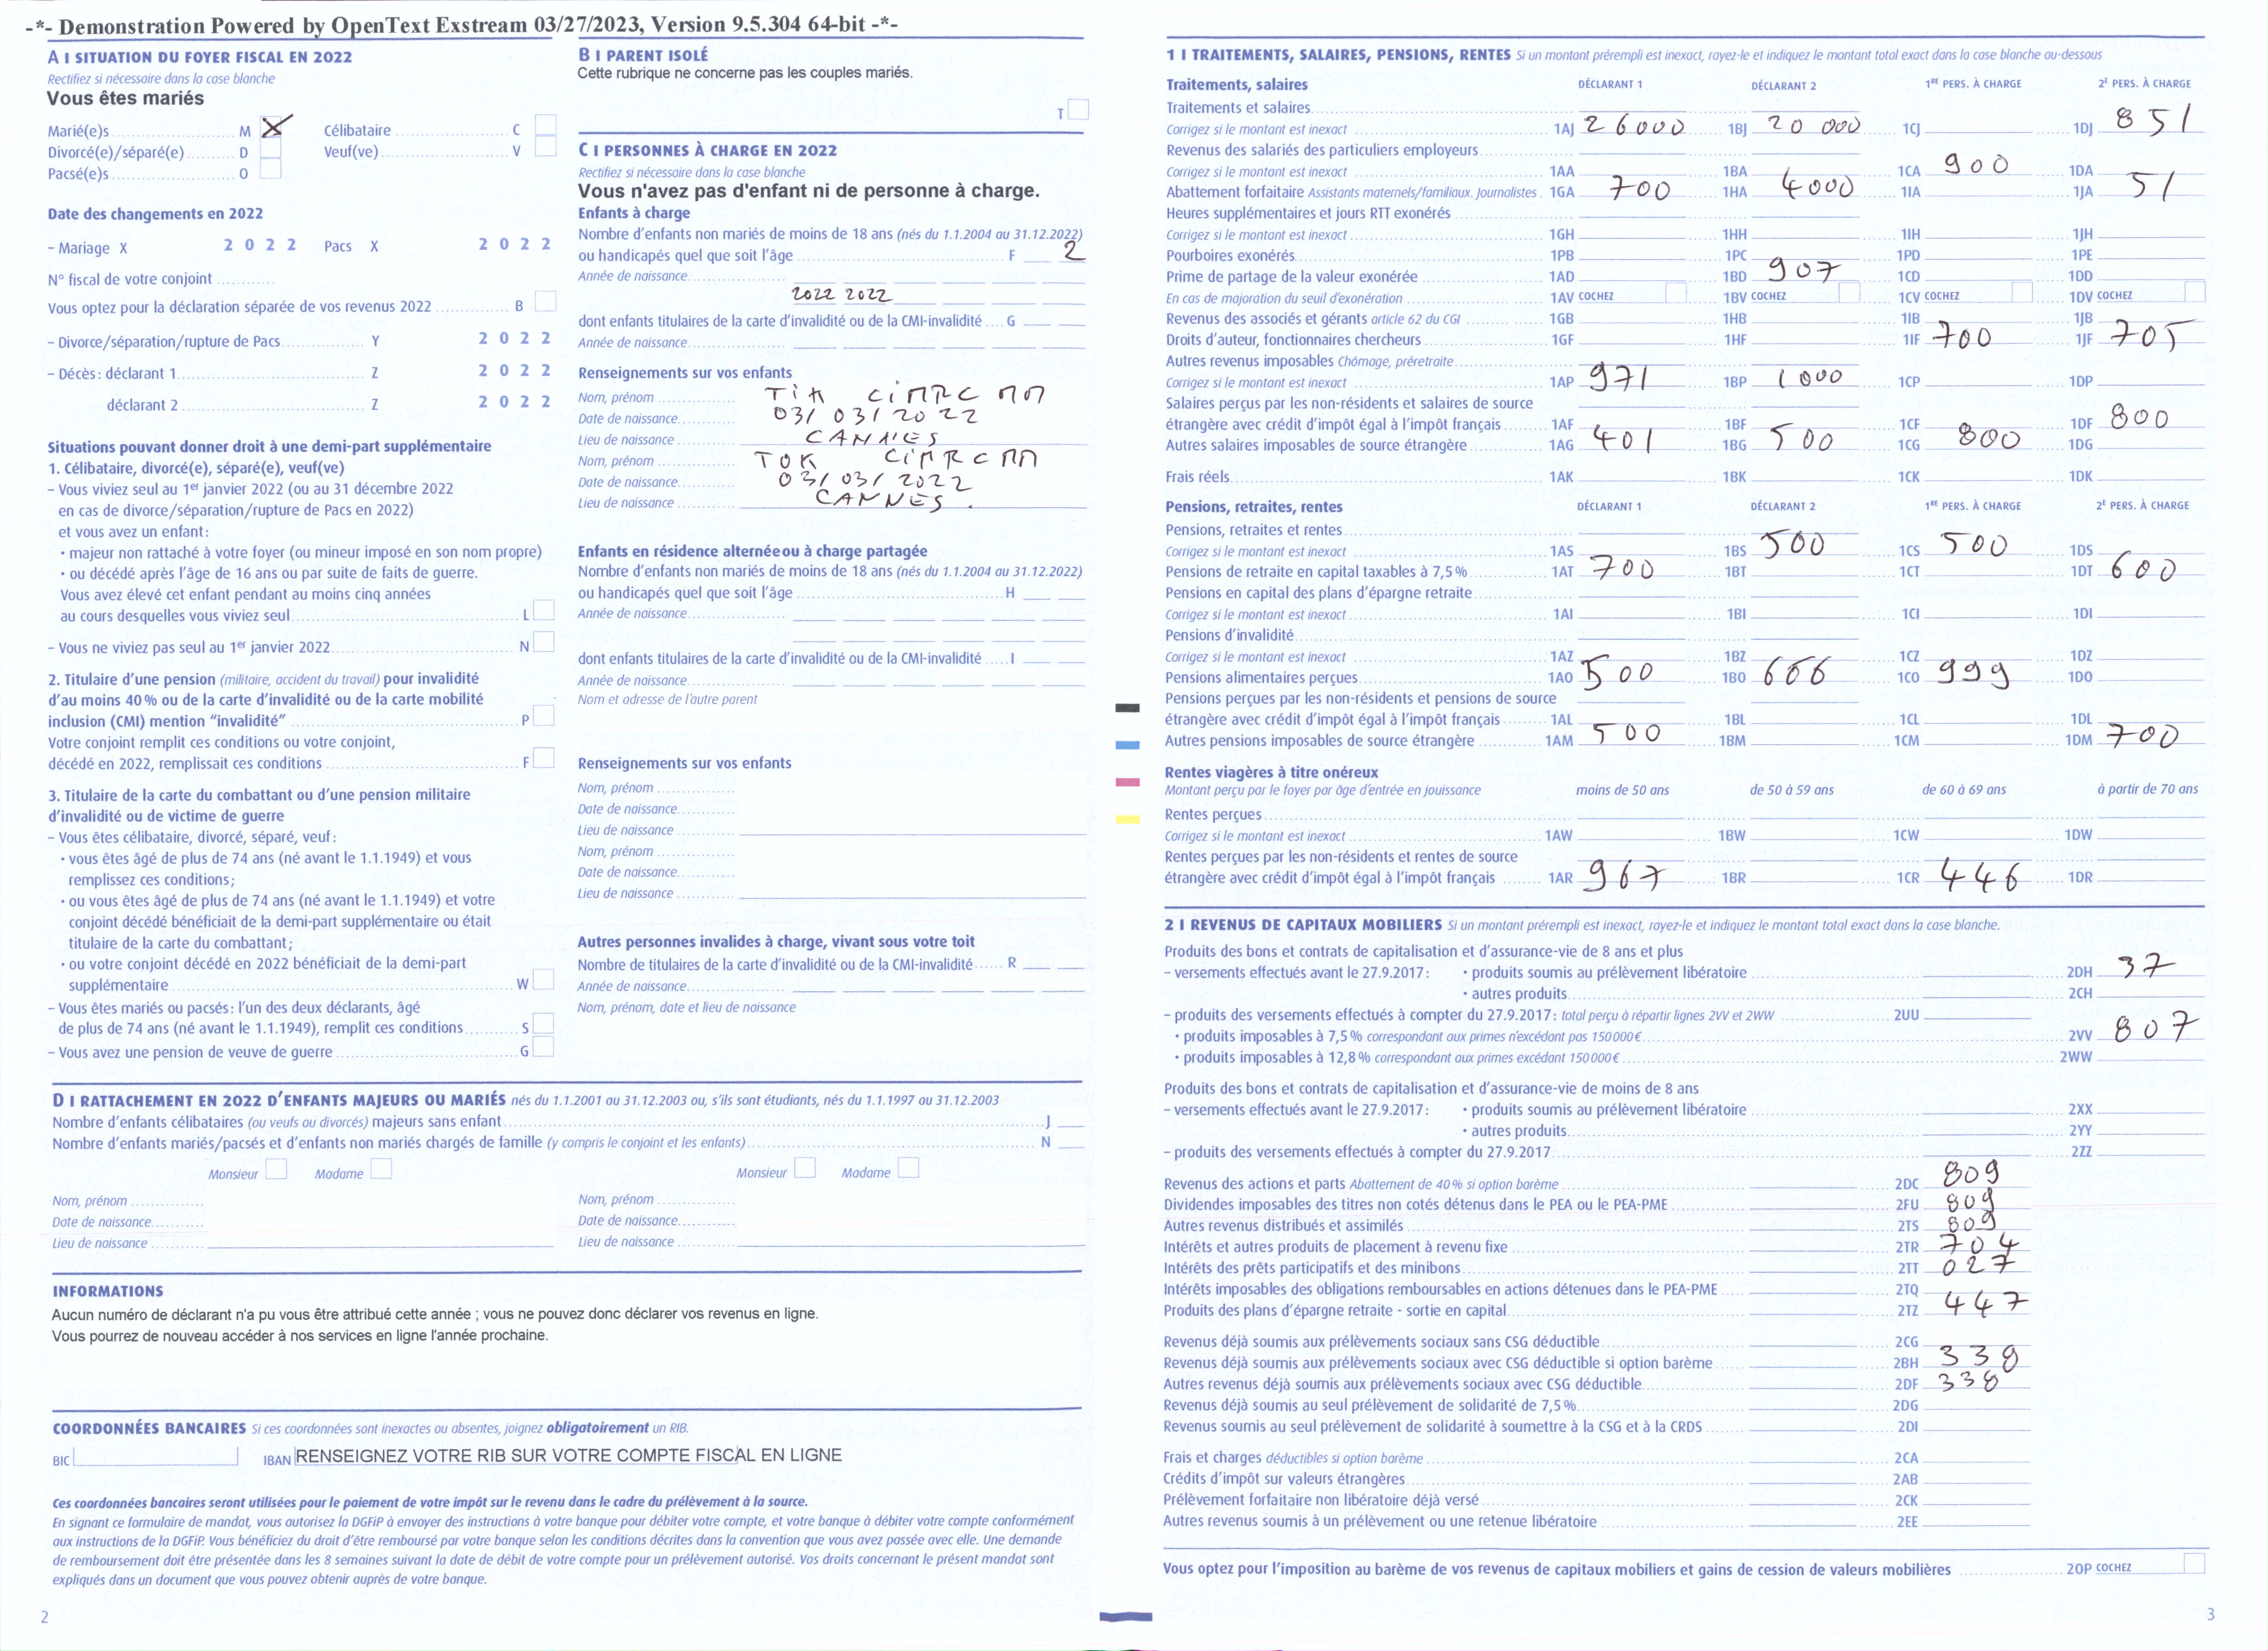 -*- Demonstration Powered by OpenText Exstream 03/27/2023, Version 9.5.304 64-bit -*-
A I SITUATION DU FOYER FISCAL EN 2022
Rectifiez si nécessaire dans la case blanche
Vous êtes mariés
Marié(e)s M X Célibataire C
Divorcé(e)/séparé(e) D Veuf(ve) V
Pacsé(e)s O
Date des changements en 2022
– Mariage X 2 0 2 2 Pacs X 2 0 2 2
N° fiscal de votre conjoint
Vous optez pour la déclaration séparée de vos revenus 2022 B
– Divorce/séparation/rupture de Pacs Y 2 0 2 2
– Décès: déclarant 1 Z 2 0 2 2
déclarant 2 Z 2 0 2 2
Situations pouvant donner droit à une demi-part supplémentaire
1. Célibataire, divorcé(e), séparé(e), veuf(ve)
– Vous viviez seul au 1er janvier 2022 (ou au 31 décembre 2022
en cas de divorce/séparation/rupture de Pacs en 2022)
et vous avez un enfant:
• majeur non rattaché à votre foyer (ou mineur imposé en son nom propre)
• ou décédé après l'âge de 16 ans ou par suite de faits de guerre.
Vous avez élevé cet enfant pendant au moins cinq années
au cours desquelles vous viviez seul L
– Vous ne viviez pas seul au 1er janvier 2022 N
2. Titulaire d'une pension (militaire, accident du travail) pour invalidité
d'au moins 40% ou de la carte d'invalidité ou de la carte mobilité
inclusion (CMI) mention "invalidité" P
Votre conjoint remplit ces conditions ou votre conjoint,
décédé en 2022, remplissait ces conditions F
3. Titulaire de la carte du combattant ou d'une pension militaire
d'invalidité ou de victime de guerre
– Vous êtes célibataire, divorcé, séparé, veuf:
• vous êtes âgé de plus de 74 ans (né avant le 1.1.1949) et vous
remplissez ces conditions;
• ou vous êtes âgé de plus de 74 ans (né avant le 1.1.1949) et votre
conjoint décédé bénéficiait de la demi-part supplémentaire ou était
titulaire de la carte du combattant;
• ou votre conjoint décédé en 2022 bénéficiait de la demi-part
supplémentaire W
– Vous êtes mariés ou pacsés: l'un des deux déclarants, âgé
de plus de 74 ans (né avant le 1.1.1949), remplit ces conditions S
– Vous avez une pension de veuve de guerre G
B I PARENT ISOLÉ
Cette rubrique ne concerne pas les couples mariés.
T
C I PERSONNES À CHARGE EN 2022
Rectifiez si nécessaire dans la case blanche
Vous n'avez pas d'enfant ni de personne à charge.
Enfants à charge
Nombre d'enfants non mariés de moins de 18 ans (nés du 1.1.2004 au 31.12.2022)
ou handicapés quel que soit l'âge F 2
Année de naissance
2022 2022
dont enfants titulaires de la carte d'invalidité ou de la CMI-invalidité G
Année de naissance
Renseignements sur vos enfants
Nom, prénom TIA
Date de naissance 03/03/2022
Lieu de naissance CANNES
Nom, prénom TOK
Date de naissance 03/03/2022
Lieu de naissance CANNES.
Enfants en résidence alternée ou à charge partagée
Nombre d'enfants non mariés de moins de 18 ans (nés du 1.1.2004 au 31.12.2022)
ou handicapés quel que soit l'âge H
Année de naissance
dont enfants titulaires de la carte d'invalidité ou de la CMI-invalidité I
Année de naissance
Nom et adresse de l'autre parent
Renseignements sur vos enfants
Nom, prénom
Date de naissance
Lieu de naissance
Nom, prénom
Date de naissance
Lieu de naissance
Autres personnes invalides à charge, vivant sous votre toit
Nombre de titulaires de la carte d'invalidité ou de la CMI-invalidité R
Année de naissance
Nom, prénom, date et lieu de naissance
D I RATTACHEMENT EN 2022 D'ENFANTS MAJEURS OU MARIÉS nés du 1.1.2001 au 31.12.2003 ou, s'ils sont étudiants, nés du 1.1.1997 au 31.12.2003
Nombre d'enfants célibataires (ou veufs ou divorcés) majeurs sans enfant J
Nombre d'enfants mariés/pacsés et d'enfants non mariés chargés de famille (y compris le conjoint et les enfants) N
Monsieur Madame Monsieur Madame
Nom, prénom Nom, prénom
Date de naissance Date de naissance
Lieu de naissance Lieu de naissance
INFORMATIONS
Aucun numéro de déclarant n'a pu vous être attribué cette année ; vous ne pouvez donc déclarer vos revenus en ligne.
Vous pourrez de nouveau accéder à nos services en ligne l'année prochaine.
COORDONNÉES BANCAIRES Si ces coordonnées sont inexactes ou absentes, joignez obligatoirement un RIB.
BIC IBAN RENSEIGNEZ VOTRE RIB SUR VOTRE COMPTE FISCAL EN LIGNE
Ces coordonnées bancaires seront utilisées pour le paiement de votre impôt sur le revenu dans le cadre du prélèvement à la source.
En signant ce formulaire de mandat, vous autorisez la DGFiP à envoyer des instructions à votre banque pour débiter votre compte, et votre banque à débiter votre compte conformément
aux instructions de la DGFiP. Vous bénéficiez du droit d'être remboursé par votre banque selon les conditions décrites dans la convention que vous avez passée avec elle. Une demande
de remboursement doit être présentée dans les 8 semaines suivant la date de débit de votre compte pour un prélèvement autorisé. Vos droits concernant le présent mandat sont
expliqués dans un document que vous pouvez obtenir auprès de votre banque.
2
1 I TRAITEMENTS, SALAIRES, PENSIONS, RENTES Si un montant prérempli est inexact, rayez-le et indiquez le montant total exact dans la case blanche au-dessous
Traitements, salaires DÉCLARANT 1 DÉCLARANT 2 1RE PERS. À CHARGE 2E PERS. À CHARGE
Traitements et salaires
Corrigez si le montant est inexact 1AJ 26000 1BJ 20 000 1CJ 1DJ 851
Revenus des salariés des particuliers employeurs
Corrigez si le montant est inexact 1AA 1BA 1CA 900 1DA
Abattement forfaitaire Assistants maternels/familiaux. Journalistes 1GA 700 1HA 4000 1IA 1JA 51
Heures supplémentaires et jours RTT exonérés
Corrigez si le montant est inexact 1GH 1HH 1IH 1JH
Pourboires exonérés 1PB 1PC 1PD 1PE
Prime de partage de la valeur exonérée 1AD 1BD 907 1CD 1DD
En cas de majoration du seuil d'exonération 1AV COCHEZ 1BV COCHEZ 1CV COCHEZ 1DV COCHEZ
Revenus des associés et gérants article 62 du CGI 1GB 1HB 1IB 1JB
Droits d'auteur, fonctionnaires chercheurs 1GF 1HF 1IF 700 1JF 705
Autres revenus imposables Chômage, préretraite
Corrigez si le montant est inexact 1AP 971 1BP 1000 1CP 1DP
Salaires perçus par les non-résidents et salaires de source
étrangère avec crédit d'impôt égal à l'impôt français 1AF 1BF 1CF 1DF 800
Autres salaires imposables de source étrangère 1AG 401 1BG 500 1CG 800 1DG
Frais réels 1AK 1BK 1CK 1DK
Pensions, retraites, rentes DÉCLARANT 1 DÉCLARANT 2 1RE PERS. À CHARGE 2E PERS. À CHARGE
Pensions, retraites et rentes
Corrigez si le montant est inexact 1AS 1BS 500 1CS 500 1DS
Pensions de retraite en capital taxables à 7,5% 1AT 700 1BT 1CT 1DT 600
Pensions en capital des plans d'épargne retraite
Corrigez si le montant est inexact 1AI 1BI 1CI 1DI
Pensions d'invalidité
Corrigez si le montant est inexact 1AZ 1BZ 1CZ 1DZ
Pensions alimentaires perçues 1AO 500 1BO 666 1CO 999 1DO
Pensions perçues par les non-résidents et pensions de source
étrangère avec crédit d'impôt égal à l'impôt français 1AL 1BL 1CL 1DL
Autres pensions imposables de source étrangère 1AM 500 1BM 1CM 1DM 700
Rentes viagères à titre onéreux
Montant perçu par le foyer par âge d'entrée en jouissance moins de 50 ans de 50 à 59 ans de 60 à 69 ans à partir de 70 ans
Rentes perçues
Corrigez si le montant est inexact 1AW 1BW 1CW 1DW
Rentes perçues par les non-résidents et rentes de source
étrangère avec crédit d'impôt égal à l'impôt français 1AR 967 1BR 1CR 446 1DR
2 I REVENUS DE CAPITAUX MOBILIERS Si un montant prérempli est inexact, rayez-le et indiquez le montant total exact dans la case blanche.
Produits des bons et contrats de capitalisation et d'assurance-vie de 8 ans et plus
– versements effectués avant le 27.9.2017: • produits soumis au prélèvement libératoire 2DH 37
• autres produits 2CH
– produits des versements effectués à compter du 27.9.2017: total perçu à répartir lignes 2VV et 2WW 2UU
• produits imposables à 7,5% correspondant aux primes n'excédant pas 150000€ 2VV 807
• produits imposables à 12,8% correspondant aux primes excédant 150000€ 2WW
Produits des bons et contrats de capitalisation et d'assurance-vie de moins de 8 ans
– versements effectués avant le 27.9.2017: • produits soumis au prélèvement libératoire 2XX
• autres produits 2YY
– produits des versements effectués à compter du 27.9.2017 2ZZ
Revenus des actions et parts Abattement de 40% si option barème 2DC 809
Dividendes imposables des titres non cotés détenus dans le PEA ou le PEA-PME 2FU 809
Autres revenus distribués et assimilés 2TS 809
Intérêts et autres produits de placement à revenu fixe 2TR 704
Intérêts des prêts participatifs et des minibons 2TT 027
Intérêts imposables des obligations remboursables en actions détenues dans le PEA-PME 2TQ
Produits des plans d'épargne retraite - sortie en capital 2TZ 447
Revenus déjà soumis aux prélèvements sociaux sans CSG déductible 2CG
Revenus déjà soumis aux prélèvements sociaux avec CSG déductible si option barème 2BH 338
Autres revenus déjà soumis aux prélèvements sociaux avec CSG déductible 2DF 338
Revenus déjà soumis au seul prélèvement de solidarité de 7,5% 2DG
Revenus soumis au seul prélèvement de solidarité à soumettre à la CSG et à la CRDS 2DI
Frais et charges déductibles si option barème 2CA
Crédits d'impôt sur valeurs étrangères 2AB
Prélèvement forfaitaire non libératoire déjà versé 2CK
Autres revenus soumis à un prélèvement ou une retenue libératoire 2EE
Vous optez pour l'imposition au barème de vos revenus de capitaux mobiliers et gains de cession de valeurs mobilières 2OP COCHEZ
3